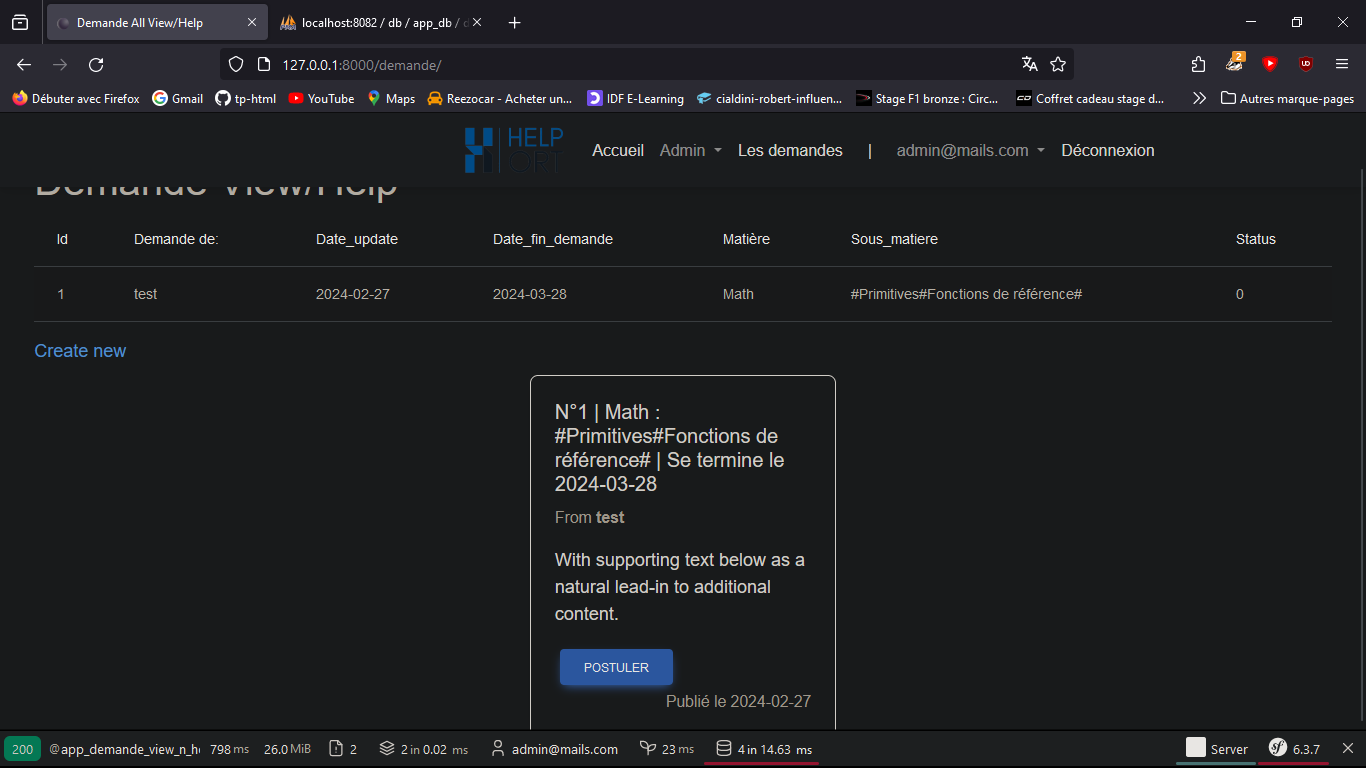 Demande All View/Help
localhost:8082 / db / app_db /
127.0.0.1:8000/demande/
2
Débuter avec Firefox Gmail tp-html YouTube Maps Reezocar - Acheter un... IDF E-Learning cialdini-robert-influen... Stage F1 bronze : Circ... Coffret cadeau stage d... Autres marque-pages
HELP Accueil Admin Les demandes | admin@mails.com Déconnexion
Demande View/Help
Id Demande de: Date_update Date_fin_demande Matière Sous_matiere Status
1 test 2024-02-27 2024-03-28 Math #Primitives#Fonctions de référence# 0
Create new
N°1 | Math :
#Primitives#Fonctions de
référence# | Se termine le
2024-03-28
From test
With supporting text below as a
natural lead-in to additional
content.
POSTULER
Publié le 2024-02-27
200 @app_demande_view_n_he 798 ms 26.0 MiB 2 2 in 0.02 ms admin@mails.com 23 ms 4 in 14.63 ms Server sf 6.3.7